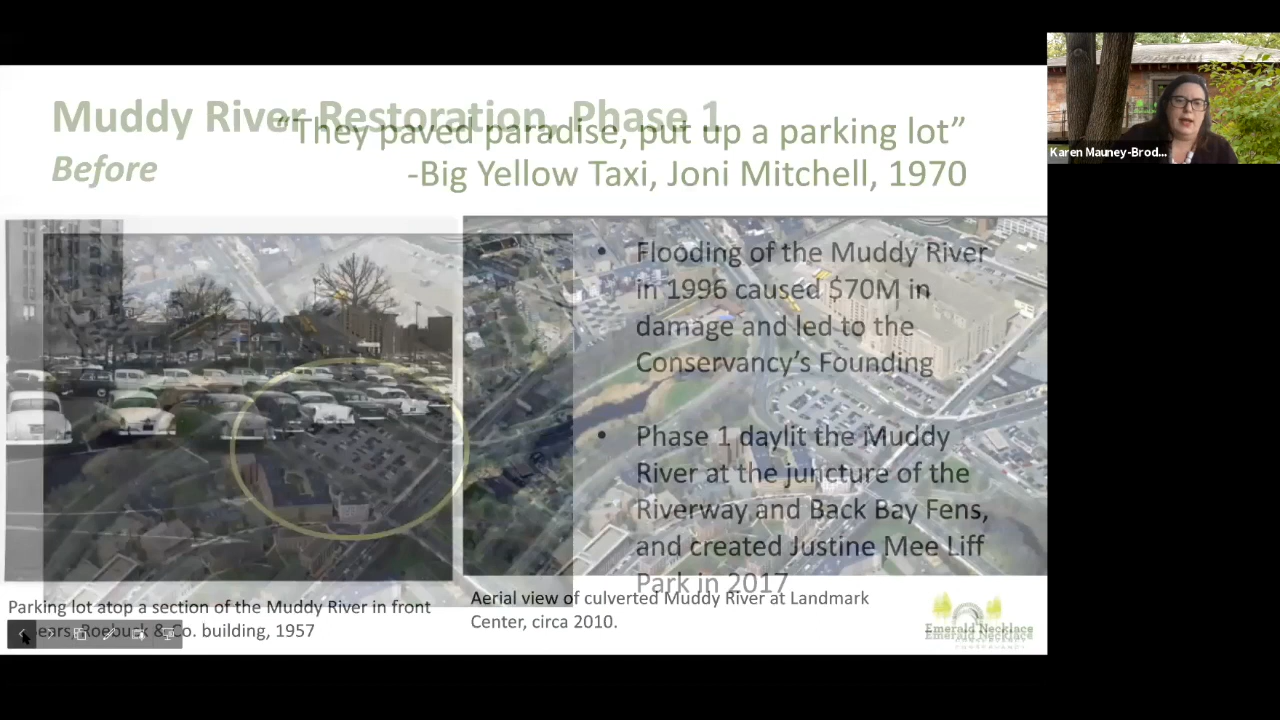 Muddy River Restoration, Phase 1
Before
“They paved paradise, put up a parking lot”
-Big Yellow Taxi, Joni Mitchell, 1970
• Flooding of the Muddy River
in 1996 caused $70M in
damage and led to the
Conservancy’s Founding
• Phase 1 daylit the Muddy
River at the juncture of the
Riverway and Back Bay Fens,
and created Justine Mee Liff
Park in 2017
Parking lot atop a section of the Muddy River in front
Roebuck & Co. building, 1957
Aerial view of culverted Muddy River at Landmark
Center, circa 2010.
Emerald Necklace
CONSERVANCY
Karen Mauney-Brod...